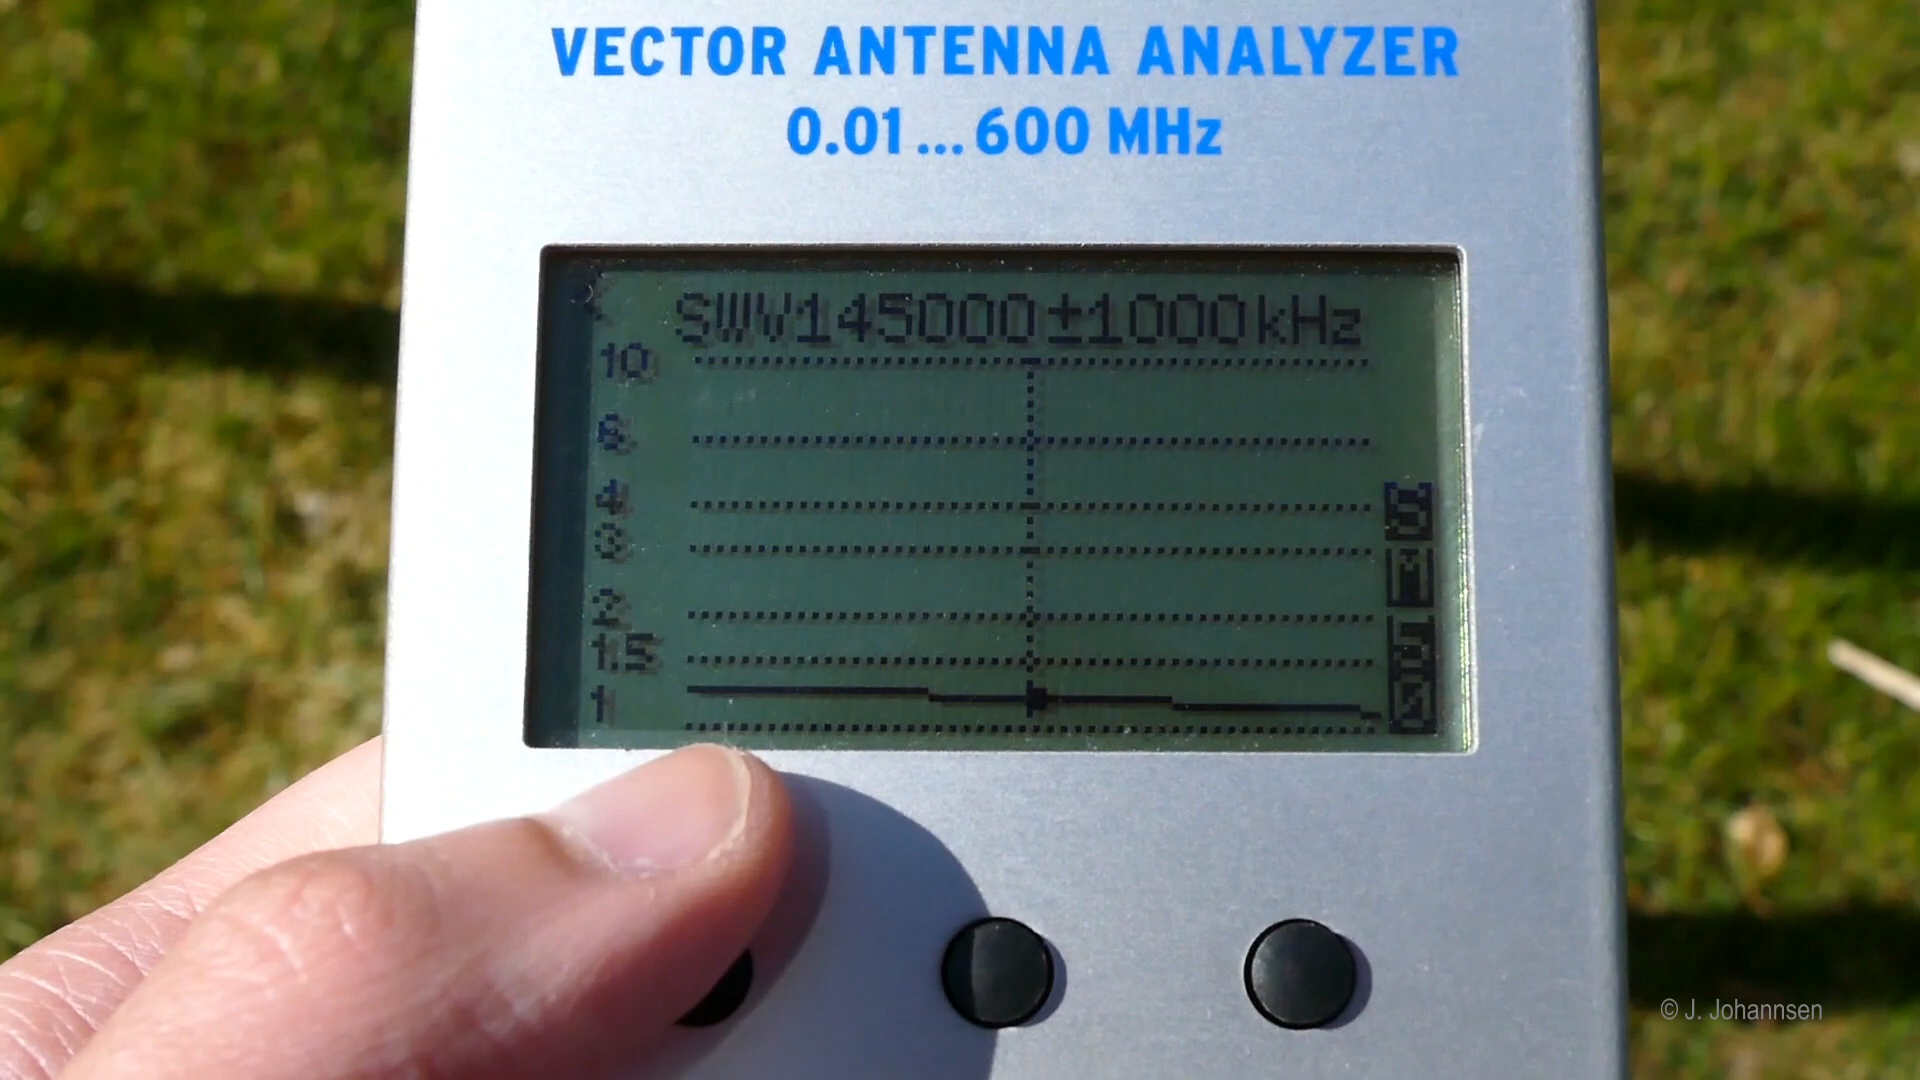 VECTOR ANTENNA ANALYZER
0.01...600 MHz
SWV145000±1000kHz
10
6
4
3
2
1.5
1
© J. Johannsen